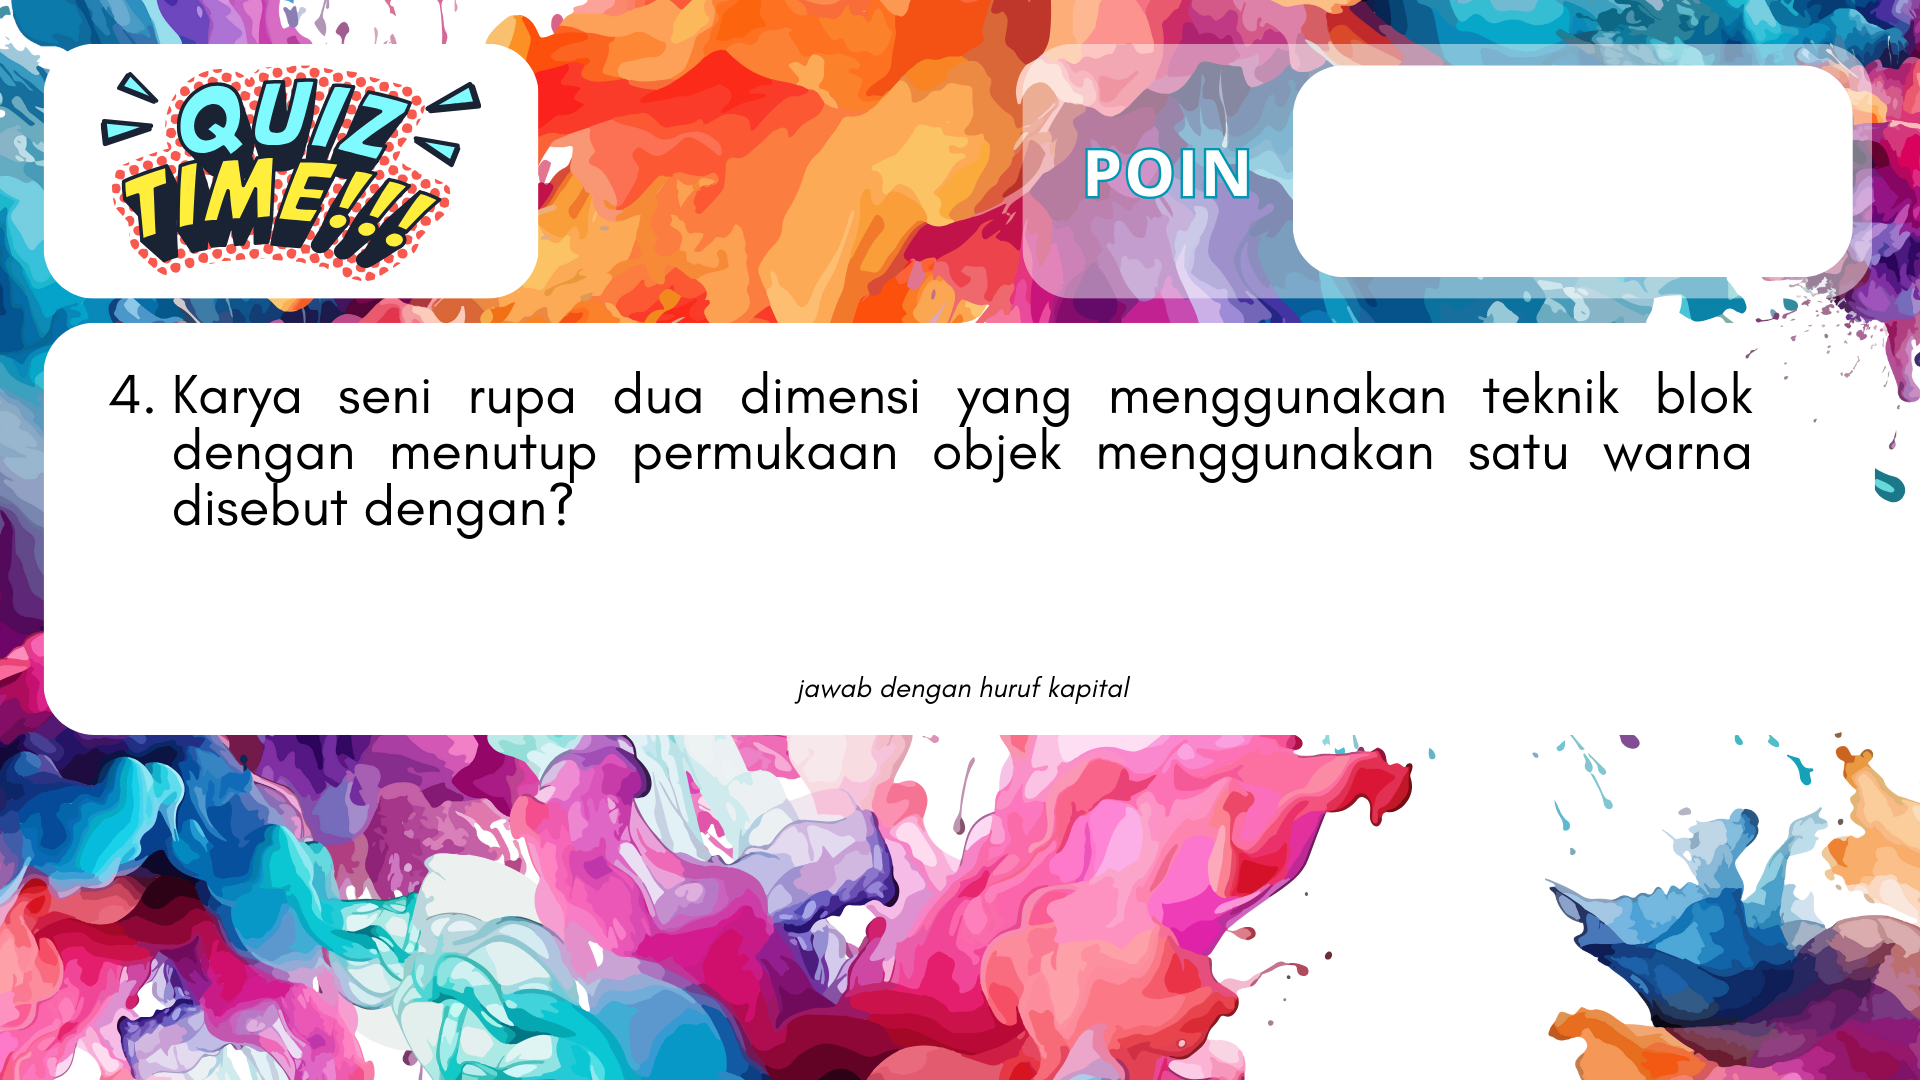 QUIZ
TIME!!!
POIN
4. Karya seni rupa dua dimensi yang menggunakan teknik blok
dengan menutup permukaan objek menggunakan satu warna
disebut dengan?
jawab dengan huruf kapital